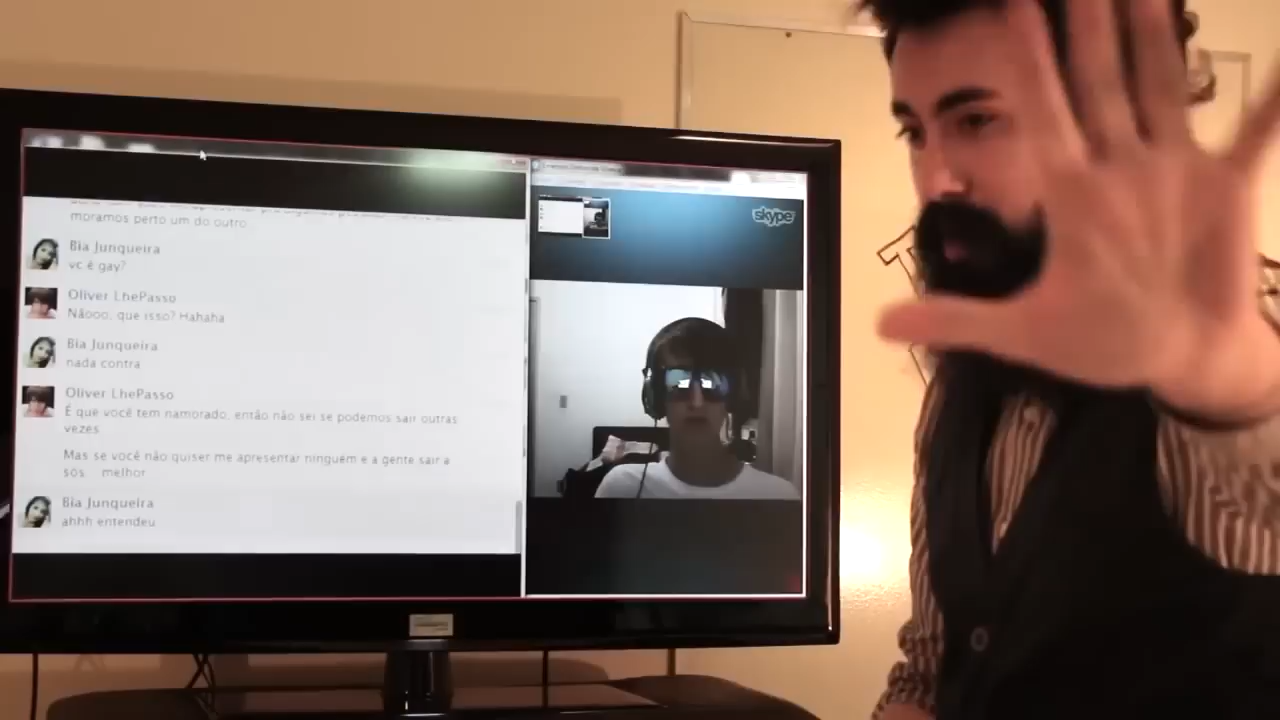 moramos perto um do outro
Bia Junqueira
vc é gay?
Oliver LhePasso
Nãooo, que isso? Hahaha
Bia Junqueira
nada contra
Oliver LhePasso
É que você tem namorado, então não sei se podemos sair outras
vezes
Mas se você não quiser me apresentar ninguém e a gente sair a
sós... melhor
Bia Junqueira
ahhh entendeu
skype